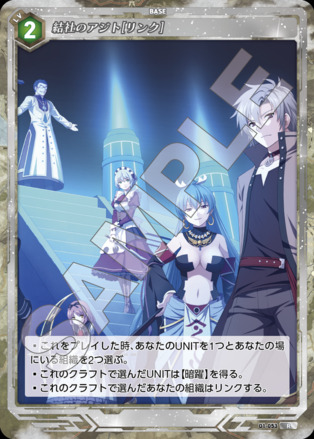 BASE
LV
2
結社のアジト[リンク]
SAMPLE
・これをプレイした時、あなたのUNITを1つとあなたの場
にいる組織を2つ選ぶ。
・これのクラフトで選んだUNITは【暗躍】を得る。
・これのクラフトで選んだあなたの組織はリンクする。
01-053